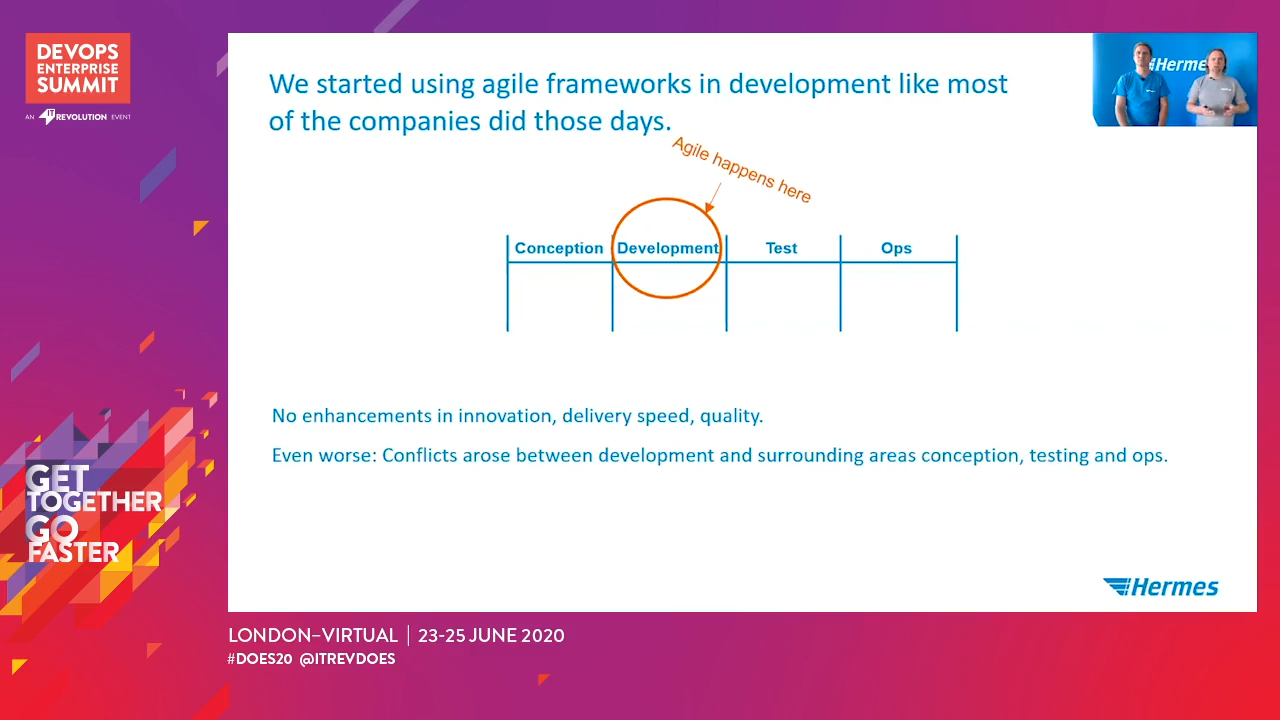 DEVOPS
ENTERPRISE
SUMMIT
AN IT REVOLUTION EVENT
We started using agile frameworks in development like most
of the companies did those days.
Hermes
Agile happens here
Conception Development Test Ops
No enhancements in innovation, delivery speed, quality.
Even worse: Conflicts arose between development and surrounding areas conception, testing and ops.
GET
TOGETHER
GO
FASTER
Hermes
LONDON–VIRTUAL | 23-25 JUNE 2020
#DOES20 @ITREVDOES